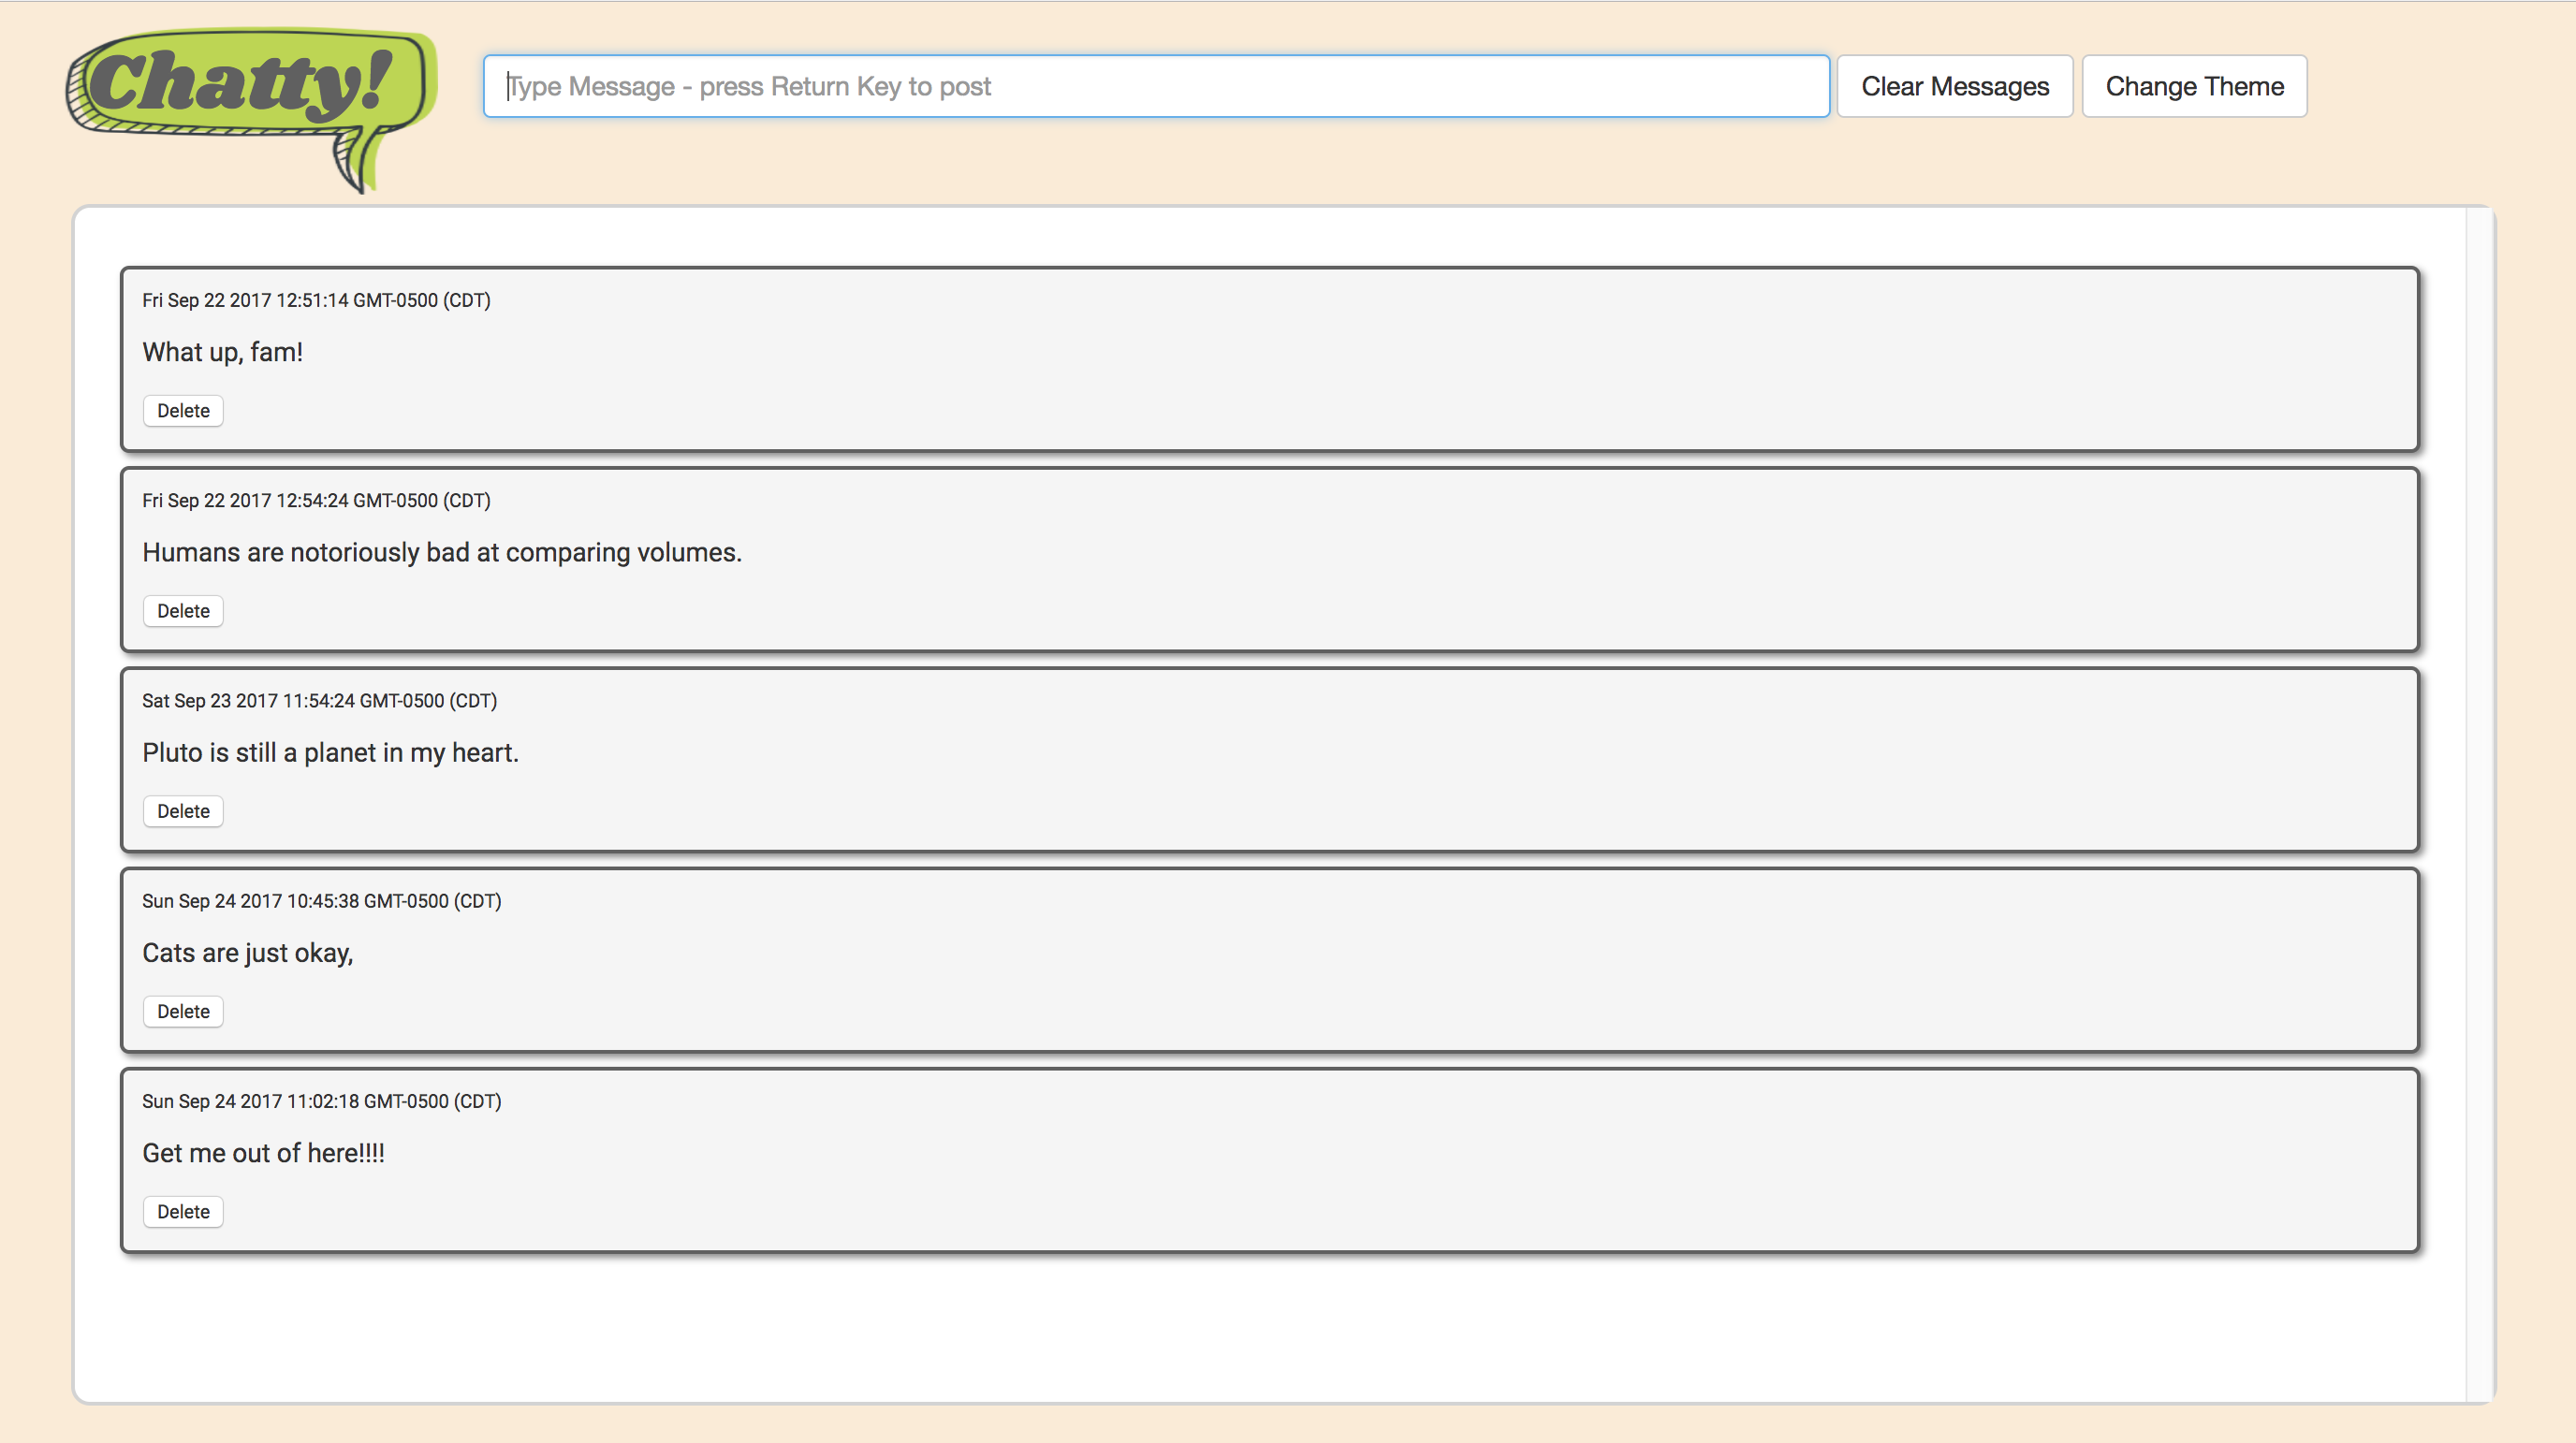 Chatty!
Type Message - press Return Key to post
Clear Messages
Change Theme
Fri Sep 22 2017 12:51:14 GMT-0500 (CDT)
What up, fam!
Delete
Fri Sep 22 2017 12:54:24 GMT-0500 (CDT)
Humans are notoriously bad at comparing volumes.
Delete
Sat Sep 23 2017 11:54:24 GMT-0500 (CDT)
Pluto is still a planet in my heart.
Delete
Sun Sep 24 2017 10:45:38 GMT-0500 (CDT)
Cats are just okay,
Delete
Sun Sep 24 2017 11:02:18 GMT-0500 (CDT)
Get me out of here!!!!
Delete